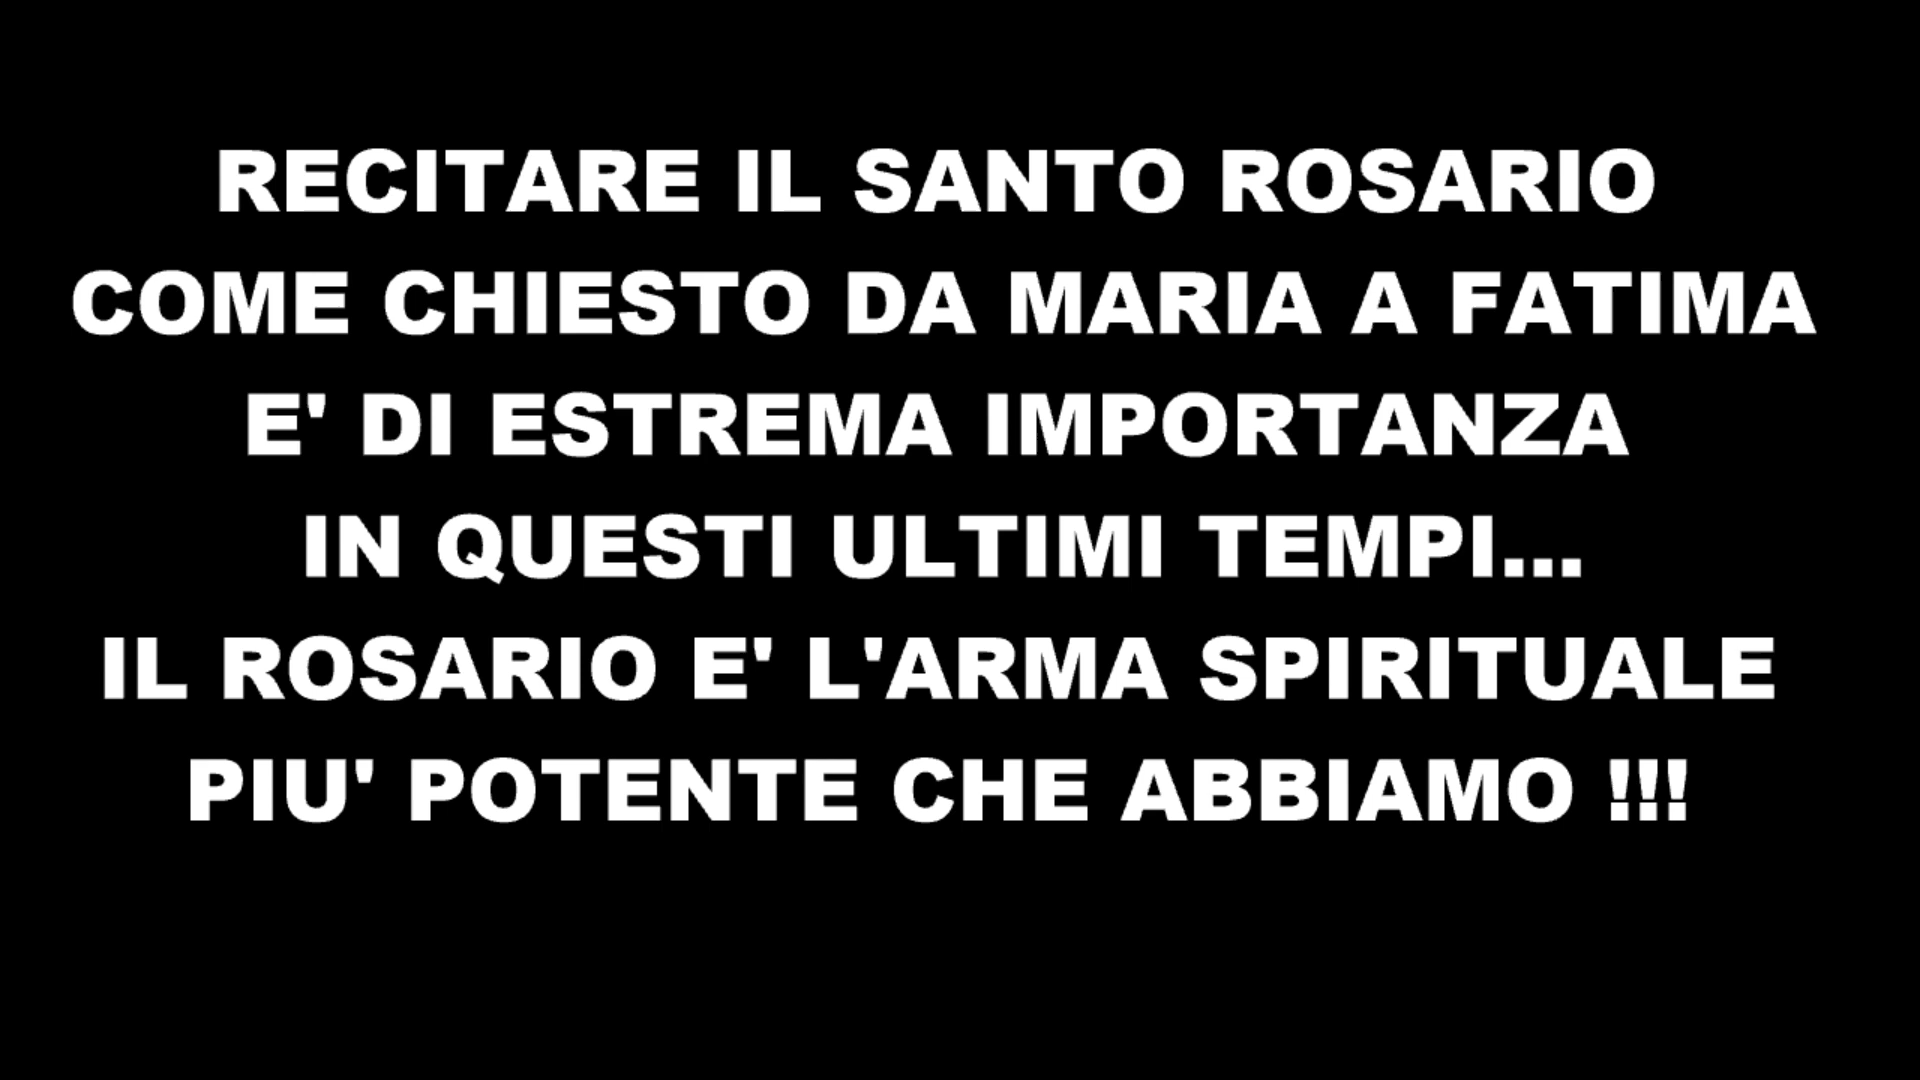 RECITARE IL SANTO ROSARIO
COME CHIESTO DA MARIA A FATIMA
E' DI ESTREMA IMPORTANZA
IN QUESTI ULTIMI TEMPI...
IL ROSARIO E' L'ARMA SPIRITUALE
PIU' POTENTE CHE ABBIAMO !!!